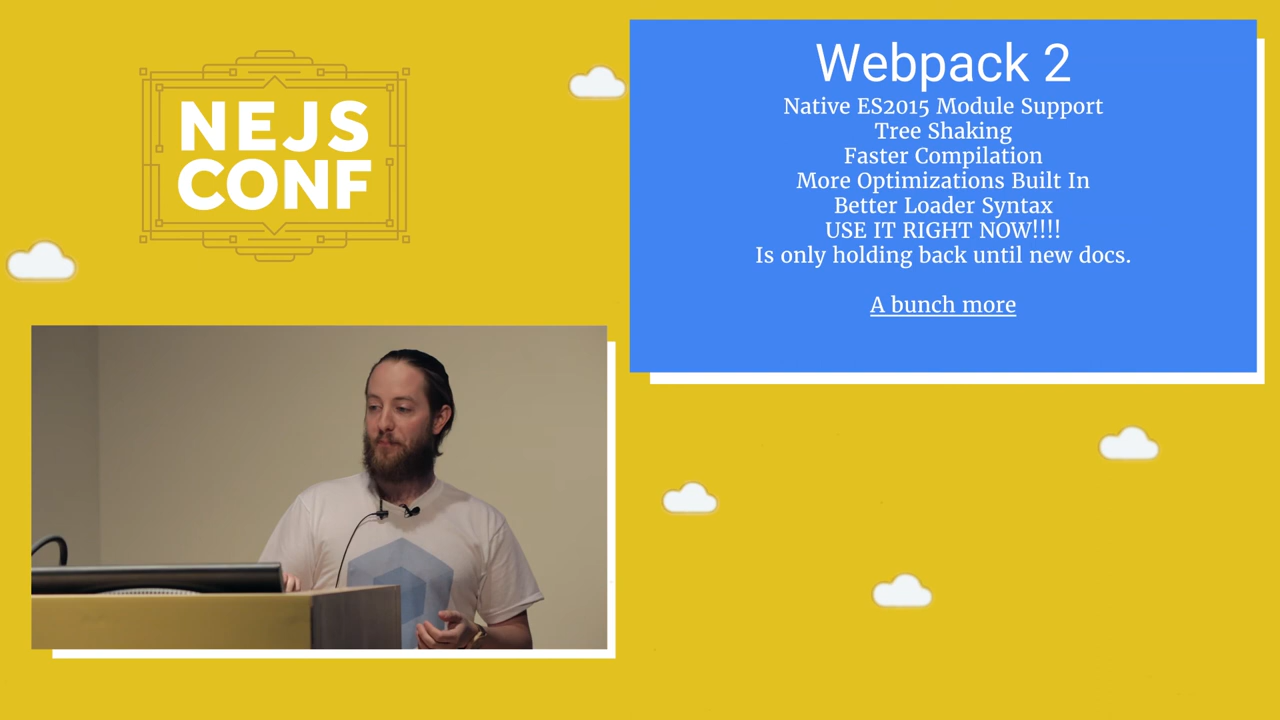 NEJS
CONF
Webpack 2
Native ES2015 Module Support
Tree Shaking
Faster Compilation
More Optimizations Built In
Better Loader Syntax
USE IT RIGHT NOW!!!!
Is only holding back until new docs.
A bunch more